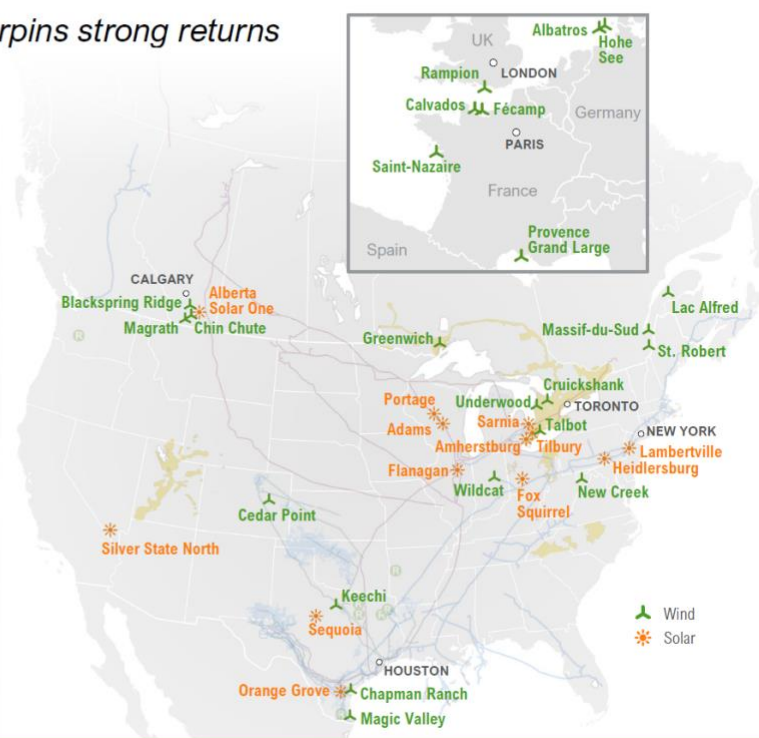 rpins strong returns
Albatros
Hohe
See
UK
LONDON
Rampion
Calvados
Fécamp
Germany
PARIS
Saint-Nazaire
France
Provence
Grand Large
Spain
CALGARY
Blackspring Ridge
Alberta
Solar One
Magrath
Chin Chute
Lac Alfred
Greenwich
Massif-du-Sud
St. Robert
Cruickshank
Portage
Underwood
TORONTO
Adams
Sarnia
Talbot
NEW YORK
Amherstburg
Tilbury
Lambertville
Flanagan
Heidlersburg
Wildcat
New Creek
Fox
Squirrel
Cedar Point
Silver State North
Keechi
Sequoia
Wind
Solar
HOUSTON
Orange Grove
Chapman Ranch
Magic Valley